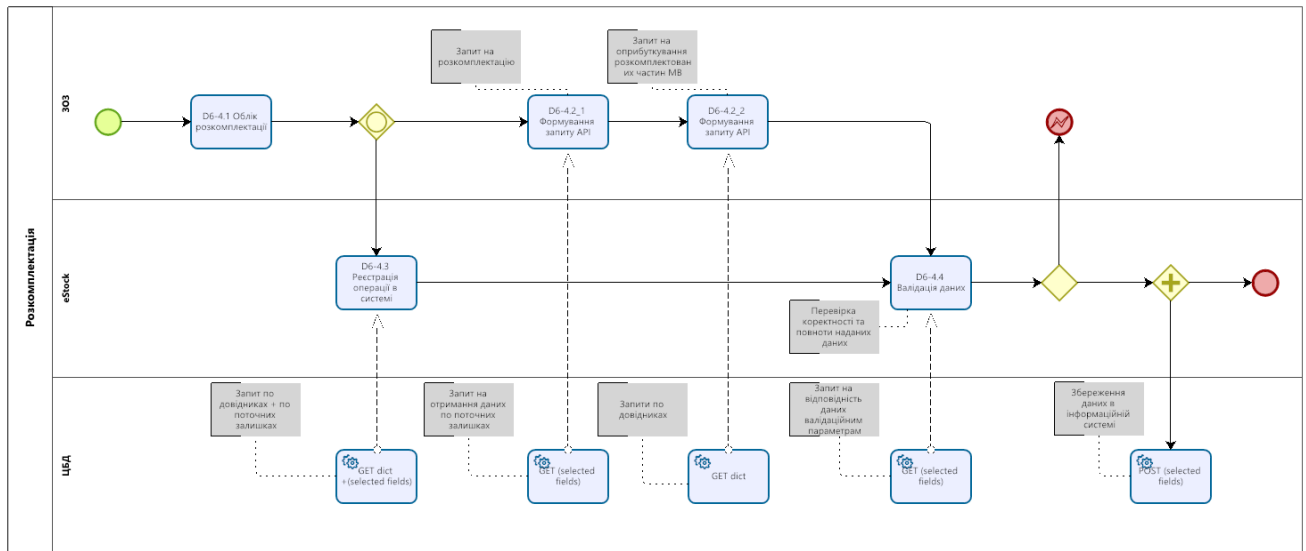 Розкомплектація
ЗОЗ
Запит на
розкомплектацію
Запит на
оприбуткування
розкомплектован
их частин МВ
D6-4.1 Облік
розкомплектації
D6-4.2_1
Формування
запиту API
D6-4.2_2
Формування
запиту API
eStock
D6-4.3
Реєстрація
операції в
системі
D6-4.4
Валідація даних
Перевірка
коректності та
повноти наданих
даних
ЦБД
Запит по
довідниках + по
поточних
залишках
Запит на
отримання даних
по поточних
залишках
Запити по
довідниках
Запит на
відповідність
даних
валідаційним
параметрам
Збереження
даних в
інформаційній
системі
GET dict
+(selected fields)
GET (selected
fields)
GET dict
GET (selected
fields)
POST (selected
fields)